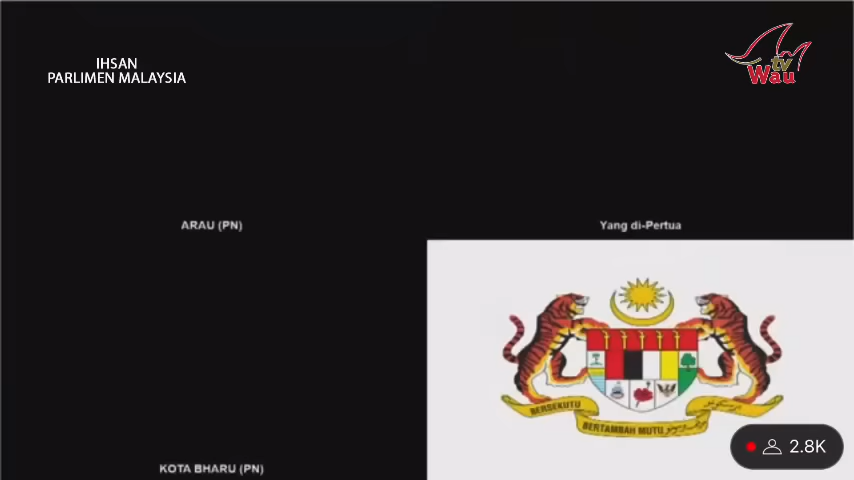 IHSAN
PARLIMEN MALAYSIA
tv
Wau
ARAU (PN)
Yang di-Pertua
BERSEKUTU
BERTAMBAH MUTU
KOTA BHARU (PN)
2.8K